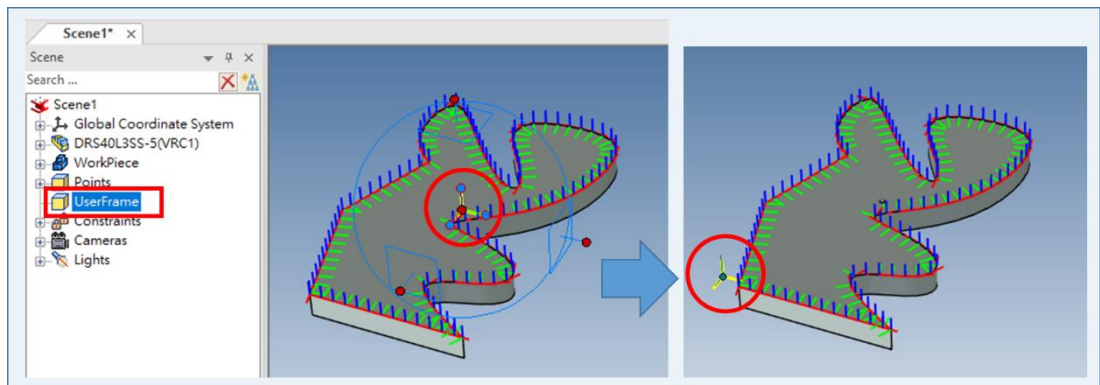 Scene1* ×
Scene
Search ...
Scene1
Global Coordinate System
DRS40L3SS-5(VRC1)
WorkPiece
Points
UserFrame
Constraints
Cameras
Lights